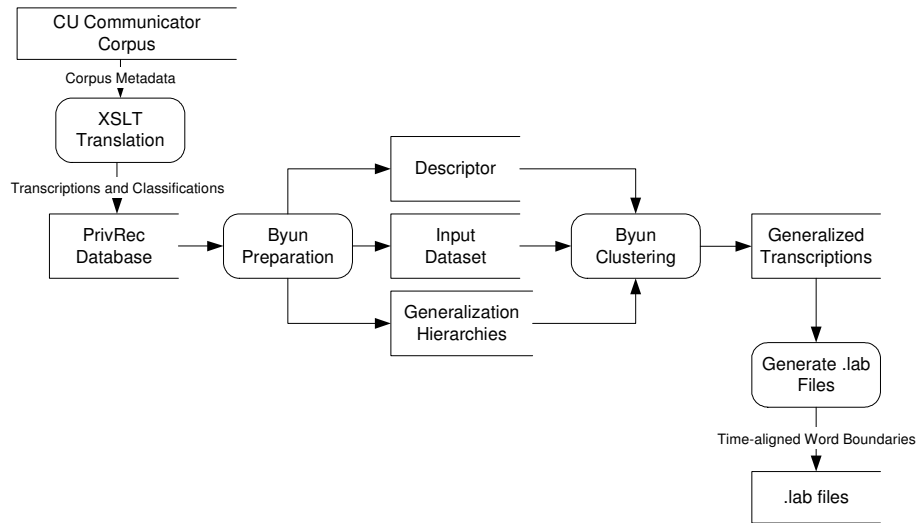 CU Communicator
Corpus
Corpus Metadata
XSLT
Translation
Transcriptions and Classifications
PrivRec
Database
Byun
Preparation
Descriptor
Input
Dataset
Generalization
Hierarchies
Byun
Clustering
Generalized
Transcriptions
Generate .lab
Files
Time-aligned Word Boundaries
.lab files